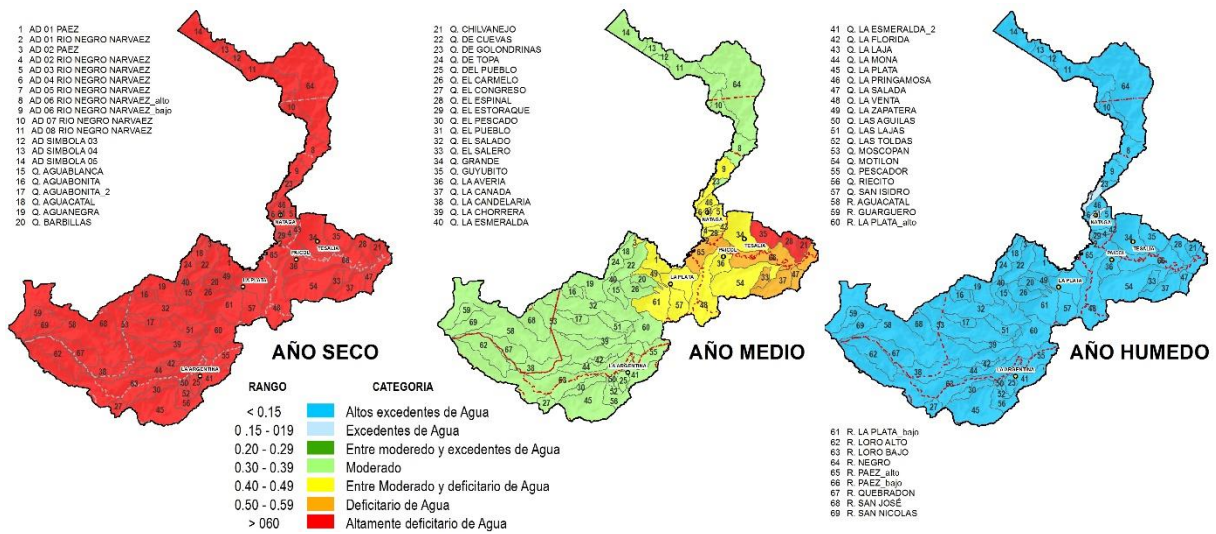 1 AD 01 PAEZ
2 AD 01 RIO NEGRO NARVAEZ
3 AD 02 PAEZ
4 AD 02 RIO NEGRO NARVAEZ
5 AD 03 RIO NEGRO NARVAEZ
6 AD 04 RIO NEGRO NARVAEZ
7 AD 05 RIO NEGRO NARVAEZ
8 AD 06 RIO NEGRO NARVAEZ_alto
9 AD 06 RIO NEGRO NARVAEZ_bajo
10 AD 07 RIO NEGRO NARVAEZ
11 AD 08 RIO NEGRO NARVAEZ
12 AD SIMBOLA 03
13 AD SIMBOLA 04
14 AD SIMBOLA 05
15 Q. AGUABLANCA
16 Q. AGUABONITA
17 Q. AGUABONITA_2
18 Q. AGUACATAL
19 Q. AGUANEGRA
20 Q. BARBILLAS
NATAGA
TESALIA
PAICOL
LA PLATA
LA ARGENTINA
AÑO SECO
21 Q. CHILVANEJO
22 Q. DE CUEVAS
23 Q. DE GOLONDRINAS
24 Q. DE TOPA
25 Q. DEL PUEBLO
26 Q. EL CARMELO
27 Q. EL CONGRESO
28 Q. EL ESPINAL
29 Q. EL ESTORAQUE
30 Q. EL PESCADO
31 Q. EL PUEBLO
32 Q. EL SALADO
33 Q. EL SALERO
34 Q. GRANDE
35 Q. GUYUBITO
36 Q. LA AVERIA
37 Q. LA CANADA
38 Q. LA CANDELARIA
39 Q. LA CHORRERA
40 Q. LA ESMERALDA
NATAGA
TESALIA
PAICOL
LA PLATA
LA ARGENTINA
AÑO MEDIO
41 Q. LA ESMERALDA_2
42 Q. LA FLORIDA
43 Q. LA LAJA
44 Q. LA MONA
45 Q. LA PLATA
46 Q. LA PRINGAMOSA
47 Q. LA SALADA
48 Q. LA VENTA
49 Q. LA ZAPATERA
50 Q. LAS AGUILAS
51 Q. LAS LAJAS
52 Q. LAS TOLDAS
53 Q. MOSCOPAN
54 Q. MOTILON
55 Q. PESCADOR
56 Q. RIECITO
57 Q. SAN ISIDRO
58 R. AGUACATAL
59 R. GUARGUERO
60 R. LA PLATA_alto
NATAGA
TESALIA
PAICOL
LA PLATA
LA ARGENTINA
AÑO HUMEDO
61 R. LA PLATA_bajo
62 R. LORO ALTO
63 R. LORO BAJO
64 R. NEGRO
65 R. PAEZ_alto
66 R. PAEZ_bajo
67 R. QUEBRADON
68 R. SAN JOSÉ
69 R. SAN NICOLAS
RANGO CATEGORIA
< 0.15 Altos excedentes de Agua
0 .15 - 019 Excedentes de Agua
0.20 - 0.29 Entre moderedo y excedentes de Agua
0.30 - 0.39 Moderado
0.40 - 0.49 Entre Moderado y deficitario de Agua
0.50 - 0.59 Deficitario de Agua
> 060 Altamente deficitario de Agua